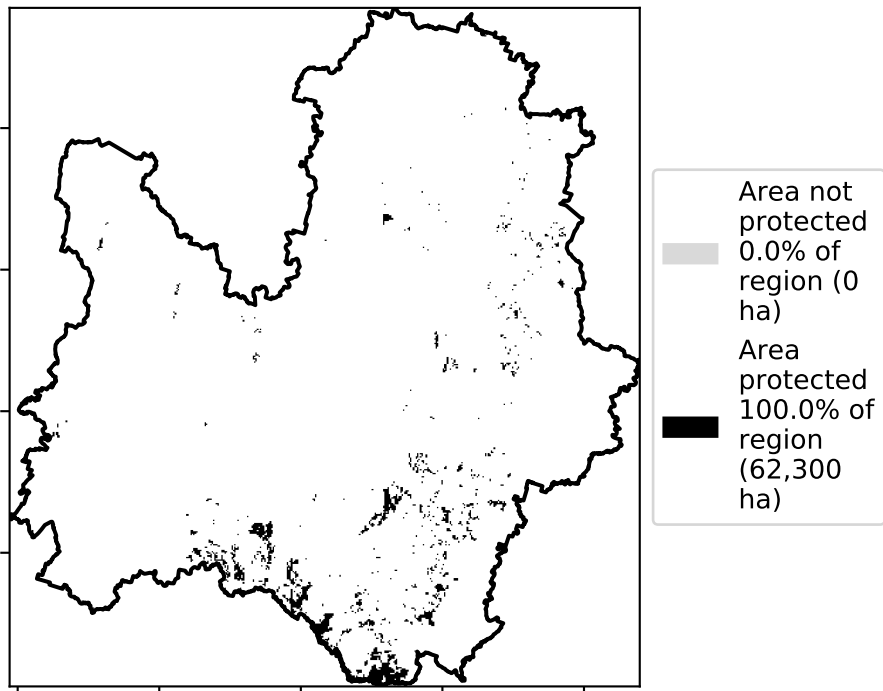 Area not
protected
0.0% of
region (0
ha)
Area
protected
100.0% of
region
(62,300
ha)